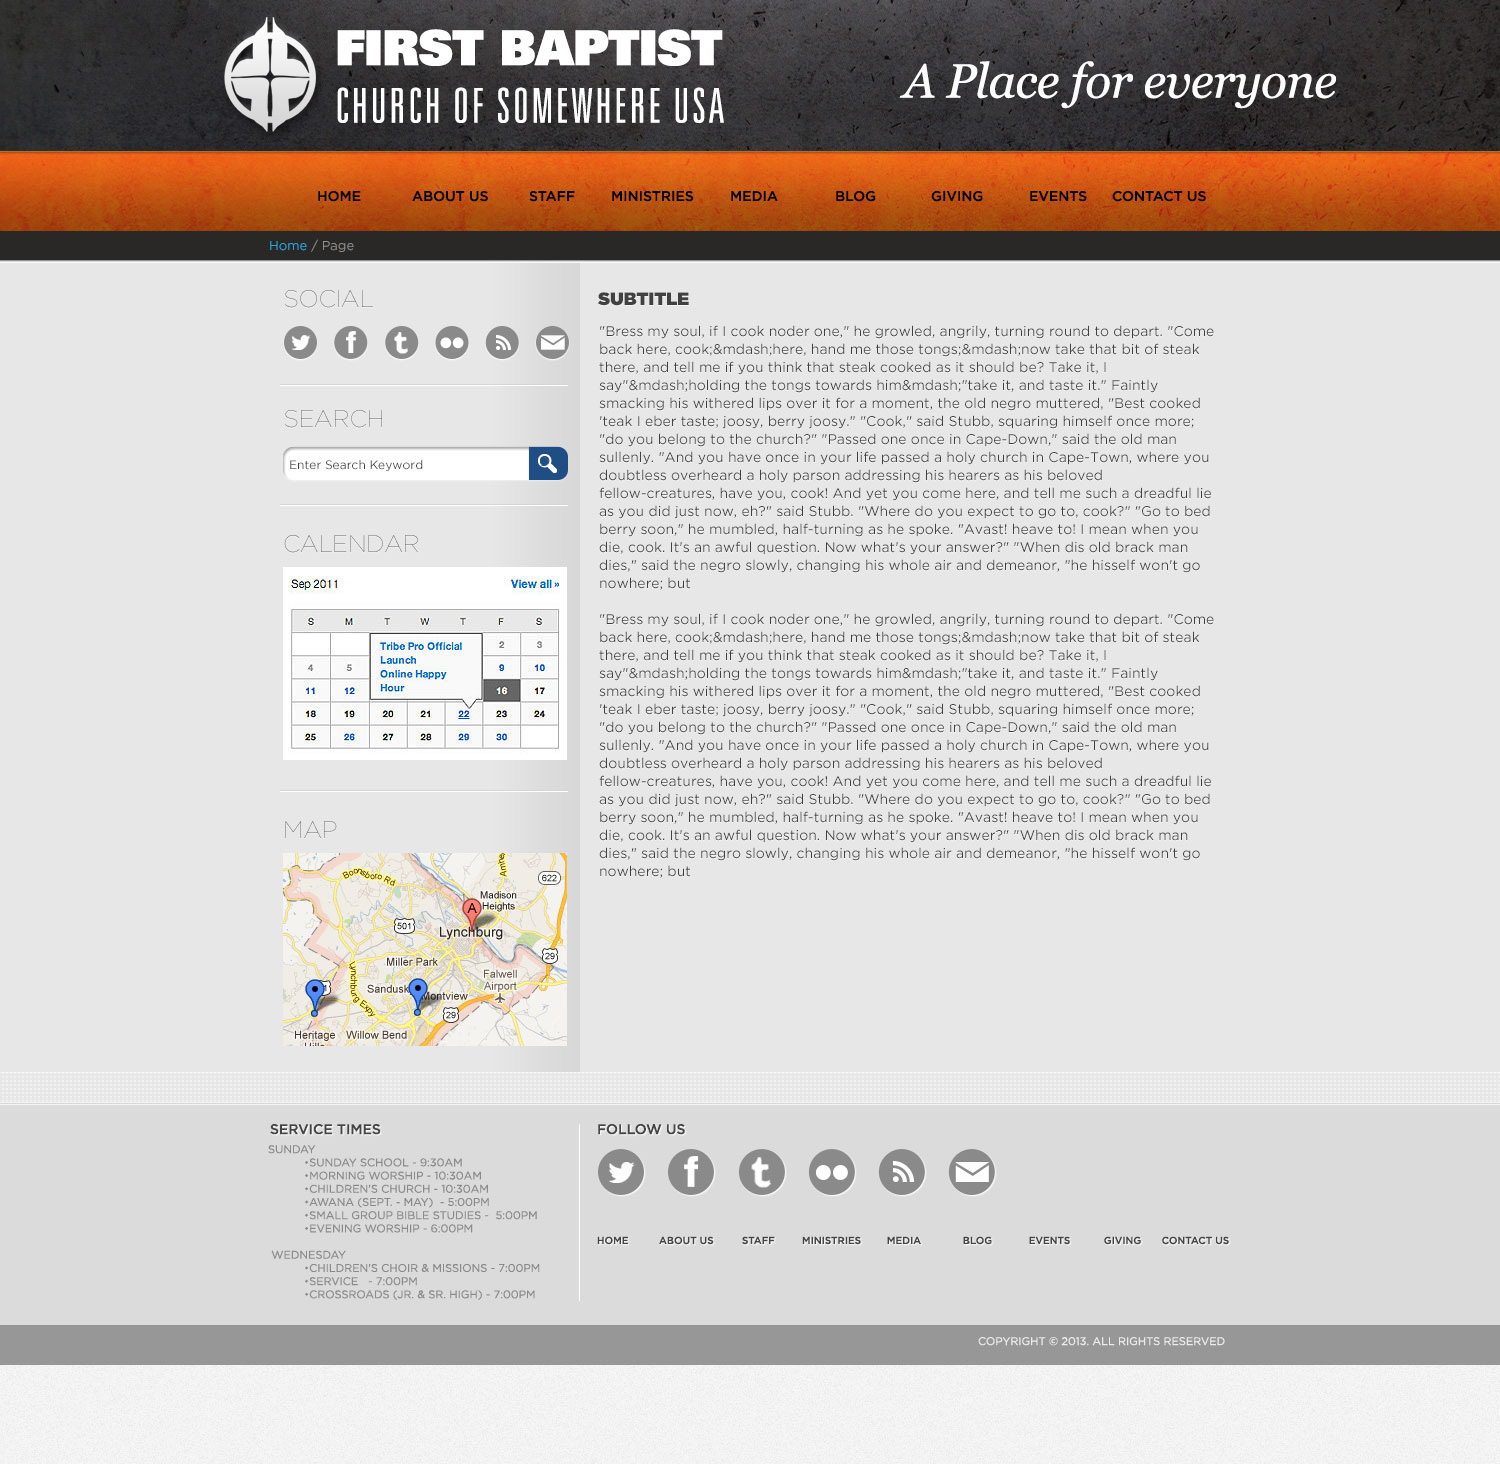 FIRST BAPTIST
CHURCH OF SOMEWHERE USA
A Place for everyone
HOME ABOUT US STAFF MINISTRIES MEDIA BLOG GIVING EVENTS CONTACT US
Home / Page
SOCIAL
SEARCH
Enter Search Keyword
CALENDAR
Sep 2011 View all »
S M T W T F S
2 3
4 5 9 10
Tribe Pro Official
Launch
Online Happy
Hour
11 12 16 17
18 19 20 21 22 23 24
25 26 27 28 29 30
MAP
Boonsboro Rd
622
Madison
Heights
A
501
Lynchburg
Miller Park
29
Lynchburg Expy
Falwell
Airport
Montview
29
Heritage Willow Bend
SUBTITLE
"Bress my soul, if I cook noder one," he growled, angrily, turning round to depart. "Come
back here, cook;&mdash;here, hand me those tongs;&mdash;now take that bit of steak
there, and tell me if you think that steak cooked as it should be? Take it, I
say"&mdash;holding the tongs towards him&mdash;"take it, and taste it." Faintly
smacking his withered lips over it for a moment, the old negro muttered, "Best cooked
'teak I eber taste; joosy, berry joosy." "Cook," said Stubb, squaring himself once more;
"do you belong to the church?" "Passed one once in Cape-Down," said the old man
sullenly. "And you have once in your life passed a holy church in Cape-Town, where you
doubtless overheard a holy parson addressing his hearers as his beloved
fellow-creatures, have you, cook! And yet you come here, and tell me such a dreadful lie
as you did just now, eh?" said Stubb. "Where do you expect to go to, cook?" "Go to bed
berry soon," he mumbled, half-turning as he spoke. "Avast! heave to! I mean when you
die, cook. It's an awful question. Now what's your answer?" "When dis old brack man
dies," said the negro slowly, changing his whole air and demeanor, "he hisself won't go
nowhere; but
"Bress my soul, if I cook noder one," he growled, angrily, turning round to depart. "Come
back here, cook;&mdash;here, hand me those tongs;&mdash;now take that bit of steak
there, and tell me if you think that steak cooked as it should be? Take it, I
say"&mdash;holding the tongs towards him&mdash;"take it, and taste it." Faintly
smacking his withered lips over it for a moment, the old negro muttered, "Best cooked
'teak I eber taste; joosy, berry joosy." "Cook," said Stubb, squaring himself once more;
"do you belong to the church?" "Passed one once in Cape-Down," said the old man
sullenly. "And you have once in your life passed a holy church in Cape-Town, where you
doubtless overheard a holy parson addressing his hearers as his beloved
fellow-creatures, have you, cook! And yet you come here, and tell me such a dreadful lie
as you did just now, eh?" said Stubb. "Where do you expect to go to, cook?" "Go to bed
berry soon," he mumbled, half-turning as he spoke. "Avast! heave to! I mean when you
die, cook. It's an awful question. Now what's your answer?" "When dis old brack man
dies," said the negro slowly, changing his whole air and demeanor, "he hisself won't go
nowhere; but
SERVICE TIMES
SUNDAY
•SUNDAY SCHOOL - 9:30AM
•MORNING WORSHIP - 10:30AM
•CHILDREN'S CHURCH - 10:30AM
•AWANA (SEPT. - MAY) - 5:00PM
•SMALL GROUP BIBLE STUDIES - 5:00PM
•EVENING WORSHIP - 6:00PM
WEDNESDAY
•CHILDREN'S CHOIR & MISSIONS - 7:00PM
•SERVICE - 7:00PM
•CROSSROADS (JR. & SR. HIGH) - 7:00PM
FOLLOW US
HOME ABOUT US STAFF MINISTRIES MEDIA BLOG EVENTS GIVING CONTACT US
COPYRIGHT © 2013. ALL RIGHTS RESERVED